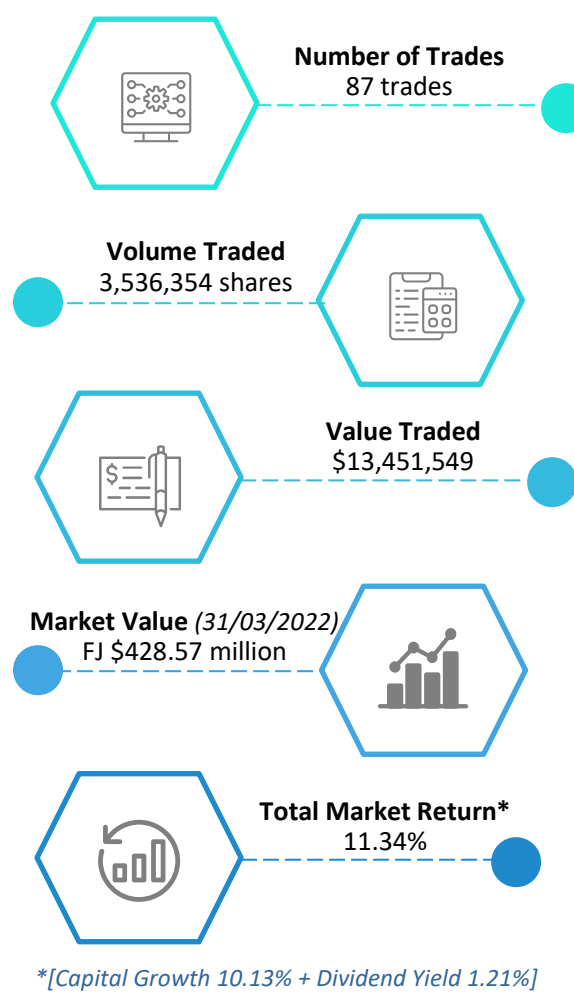 Number of Trades
87 trades
Volume Traded
3,536,354 shares
$
Value Traded
$13,451,549
Market Value (31/03/2022)
FJ $428.57 million
Total Market Return*
11.34%
*[Capital Growth 10.13% + Dividend Yield 1.21%]